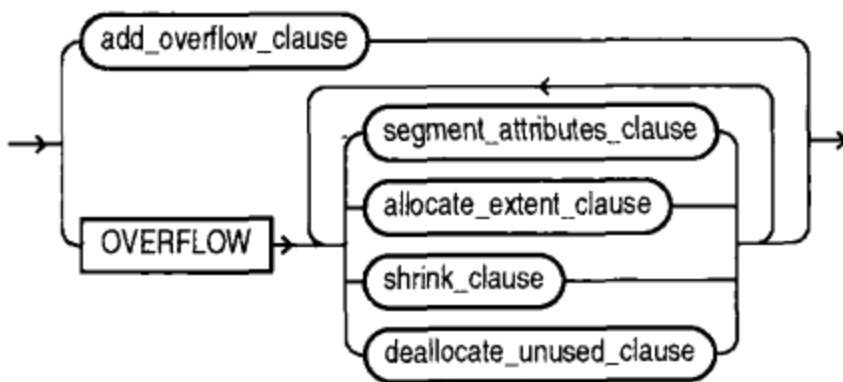 add_overflow_clause
segment_attributes_clause
allocate_extent_clause
OVERFLOW
shrink_clause
deallocate_unused_clause